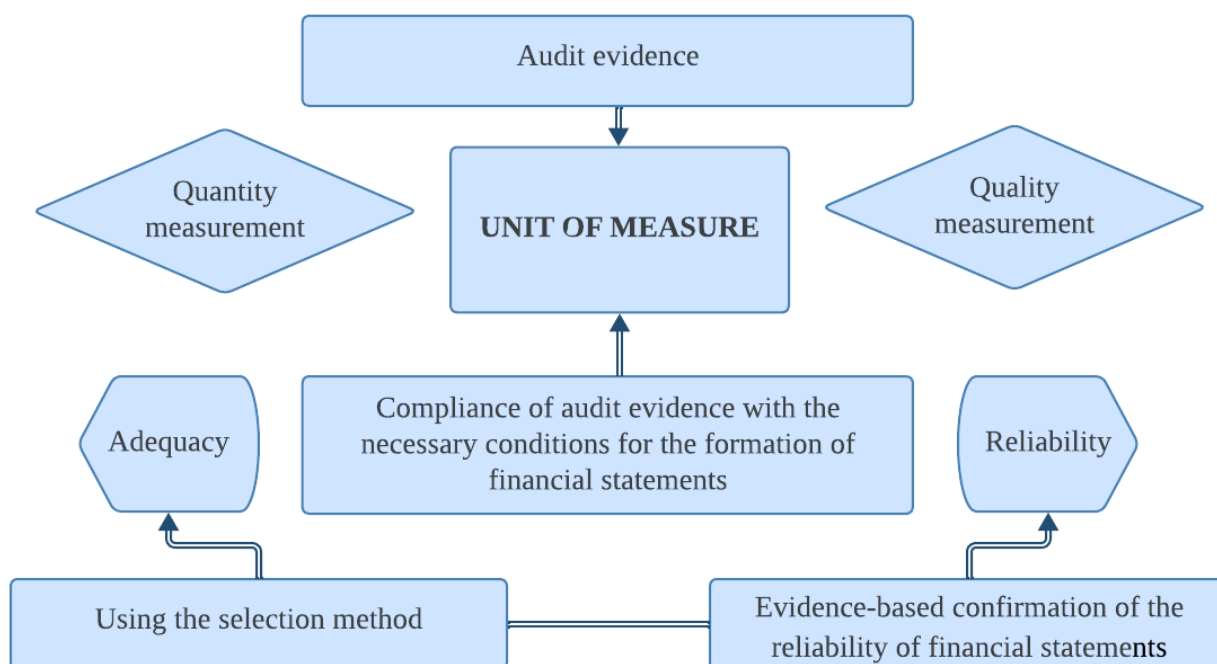 Audit evidence
Quantity
measurement
UNIT OF MEASURE
Quality
measurement
Adequacy
Compliance of audit evidence with the
necessary conditions for the formation of
financial statements
Reliability
Using the selection method
Evidence-based confirmation of the
reliability of financial statements